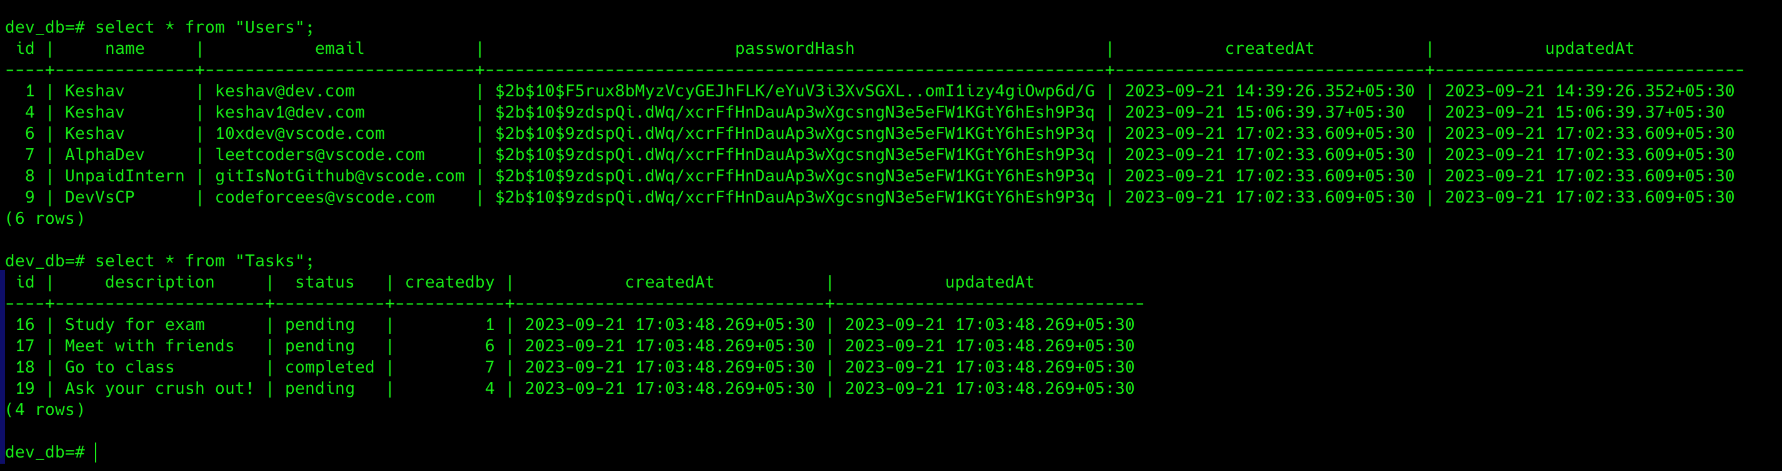 dev_db=# select * from "Users";
 id |     name     |           email           |                         passwordHash                         |           createdAt           |           updatedAt
----+--------------+---------------------------+--------------------------------------------------------------+-------------------------------+-------------------------------
  1 | Keshav       | keshav@dev.com            | $2b$10$F5rux8bMyzVcyGEJhFLK/eYuV3i3XvSGXL..omI1izy4giOwp6d/G | 2023-09-21 14:39:26.352+05:30 | 2023-09-21 14:39:26.352+05:30
  4 | Keshav       | keshav1@dev.com           | $2b$10$9zdspQi.dWq/xcrFfHnDauAp3wXgcsngN3e5eFW1KGtY6hEsh9P3q | 2023-09-21 15:06:39.37+05:30  | 2023-09-21 15:06:39.37+05:30
  6 | Keshav       | 10xdev@vscode.com         | $2b$10$9zdspQi.dWq/xcrFfHnDauAp3wXgcsngN3e5eFW1KGtY6hEsh9P3q | 2023-09-21 17:02:33.609+05:30 | 2023-09-21 17:02:33.609+05:30
  7 | AlphaDev     | leetcoders@vscode.com     | $2b$10$9zdspQi.dWq/xcrFfHnDauAp3wXgcsngN3e5eFW1KGtY6hEsh9P3q | 2023-09-21 17:02:33.609+05:30 | 2023-09-21 17:02:33.609+05:30
  8 | UnpaidIntern | gitIsNotGithub@vscode.com | $2b$10$9zdspQi.dWq/xcrFfHnDauAp3wXgcsngN3e5eFW1KGtY6hEsh9P3q | 2023-09-21 17:02:33.609+05:30 | 2023-09-21 17:02:33.609+05:30
  9 | DevVsCP      | codeforcees@vscode.com    | $2b$10$9zdspQi.dWq/xcrFfHnDauAp3wXgcsngN3e5eFW1KGtY6hEsh9P3q | 2023-09-21 17:02:33.609+05:30 | 2023-09-21 17:02:33.609+05:30
(6 rows)
dev_db=# select * from "Tasks";
 id |     description     |  status   | createdby |           createdAt           |           updatedAt
----+---------------------+-----------+-----------+-------------------------------+-------------------------------
 16 | Study for exam      | pending   |         1 | 2023-09-21 17:03:48.269+05:30 | 2023-09-21 17:03:48.269+05:30
 17 | Meet with friends   | pending   |         6 | 2023-09-21 17:03:48.269+05:30 | 2023-09-21 17:03:48.269+05:30
 18 | Go to class         | completed |         7 | 2023-09-21 17:03:48.269+05:30 | 2023-09-21 17:03:48.269+05:30
 19 | Ask your crush out! | pending   |         4 | 2023-09-21 17:03:48.269+05:30 | 2023-09-21 17:03:48.269+05:30
(4 rows)
dev_db=#